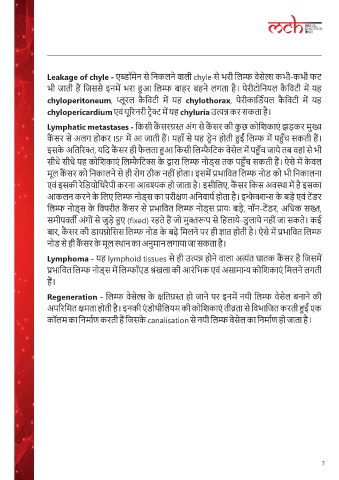 mch
Leakage of chyle - एब्डॉमेन से निकलने वाली chyle से भरी लिम्फ वेसेल्स कभी-कभी फट
भी जाती हैं जिससे इनमें भरा हुआ लिम्फ बाहर बहने लगता है। पेरीटोनियल कैविटी में यह
chyloperitoneum, प्लूरल कैविटी में यह chylothorax, पेरीकार्डियल कैविटी में यह
chylopericardium एवं यूरिनरी ट्रैक्ट में यह chyluria उत्पन्न कर सकता है।
Lymphatic metastases - किसी कैंसरग्रस्त अंग से कैंसर की कुछ कोशिकाएं झड़कर मुख्य
कैंसर से अलग होकर ISF में आ जाती हैं। यहाँ से यह ड्रेन होती हुईं लिम्फ में पहुँच सकती हैं।
इसके अतिरिक्त, यदि कैंसर ही फैलता हुआ किसी लिम्फैटिक वेसेल में पहुँच जाये तब वहां से भी
सीधे सीधे यह कोशिकाएं लिम्फैटिक्स के द्वारा लिम्फ नोड्स तक पहुँच सकती हैं। ऐसे में केवल
मूल कैंसर को निकालने से ही रोग ठीक नहीं होता। इसमें प्रभावित लिम्फ नोड को भी निकालना
एवं इसकी रेडियोथिरैपी करना आवश्यक हो जाता है। इसीलिए, कैंसर किस अवस्था में है इसका
आकलन करने के लिए लिम्फ नोड्स का परीक्षण अनिवार्य होता है। इन्फेक्शन्स के बड़े एवं टेंडर
लिम्फ नोड्स के विपरीत कैंसर से प्रभावित लिम्फ नोड्स प्रायः बड़े, नॉन-टेंडर, अधिक सख्त,
समीपवर्ती अंगों से जुड़े हुए (fixed) रहते हैं जो मुक्तरूप से हिलाये-डुलाये नहीं जा सकते। कई
बार, कैंसर की डायग्नोसिस लिम्फ नोड के बढ़े मिलने पर ही ज्ञात होती है। ऐसे में प्रभावित लिम्फ
नोड से ही कैंसर के मूल स्थान का अनुमान लगाया जा सकता है।
Lymphoma - यह lymphoid tissues से ही उत्पन्न होने वाला अत्यंत घातक कैंसर है जिसमें
प्रभावित लिम्फ नोड्स में लिम्फॉएड श्रंखला की आरंभिक एवं असामान्य कोशिकाएं मिलने लगती
हैं।
Regeneration - लिम्फ वेसेल्स के क्षतिग्रस्त हो जाने पर इनमें नयी लिम्फ वेसेल बनाने की
अपरिमित क्षमता होती है। इनकी एंडोथीलियम की कोशिकाएं तीव्रता से विभाजित करती हुईं एक
कॉलम का निर्माण करती हैं जिसके canalisation से नयी लिम्फ वेसेल का निर्माण हो जाता है।
7